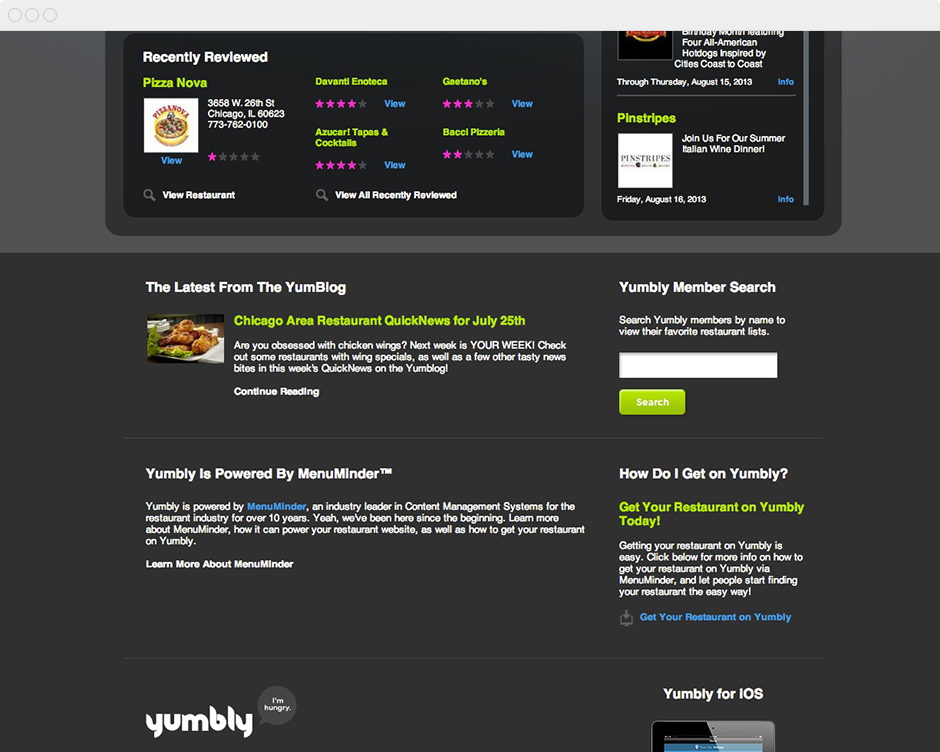 Recently Reviewed
Pizza Nova
PIZZANOVA
3658 W. 26th St
Chicago, IL 60623
773-762-0100
View
View Restaurant
Davanti Enoteca
View
Gaetano's
View
Azucar! Tapas &
Cocktails
View
Bacci Pizzeria
View
View All Recently Reviewed
Birthday Month Featuring
Four All-American
Hotdogs Inspired by
Cities Coast to Coast
Through Thursday, August 15, 2013
Info
Pinstripes
PINSTRIPES
Join Us For Our Summer
Italian Wine Dinner!
Friday, August 16, 2013
Info
The Latest From The YumBlog
Chicago Area Restaurant QuickNews for July 25th
Are you obsessed with chicken wings? Next week is YOUR WEEK! Check
out some restaurants with wing specials, as well as a few other tasty news
bites in this week's QuickNews on the Yumblog!
Continue Reading
Yumbly Member Search
Search Yumbly members by name to
view their favorite restaurant lists.
Search
Yumbly Is Powered By MenuMinder™
Yumbly is powered by MenuMinder, an industry leader in Content Management Systems for the
restaurant industry for over 10 years. Yeah, we've been here since the beginning. Learn more
about MenuMinder, how it can power your restaurant website, as well as how to get your restaurant
on Yumbly.
Learn More About MenuMinder
How Do I Get on Yumbly?
Get Your Restaurant on Yumbly
Today!
Getting your restaurant on Yumbly is
easy. Click below for more info on how to
get your restaurant on Yumbly via
MenuMinder, and let people start finding
your restaurant the easy way!
Get Your Restaurant on Yumbly
yumbly
I'm
hungry.
Yumbly for iOS